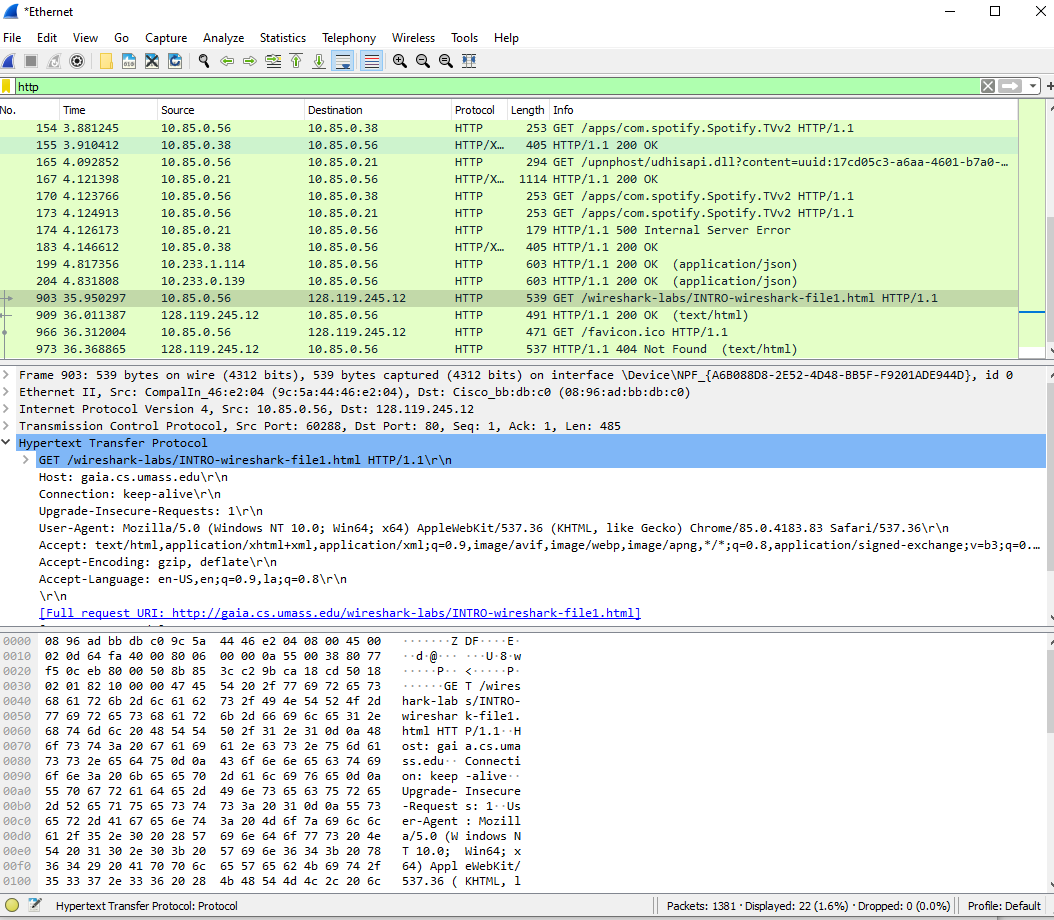 *Ethernet
File Edit View Go Capture Analyze Statistics Telephony Wireless Tools Help
http
No. Time Source Destination Protocol Length Info
154 3.881245 10.85.0.56 10.85.0.38 HTTP 253 GET /apps/com.spotify.Spotify.TVv2 HTTP/1.1
155 3.910412 10.85.0.38 10.85.0.56 HTTP/X… 405 HTTP/1.1 200 OK
165 4.092852 10.85.0.56 10.85.0.21 HTTP 294 GET /upnphost/udhisapi.dll?content=uuid:17cd05c3-a6aa-4601-b7a0-…
167 4.121398 10.85.0.21 10.85.0.56 HTTP/X… 1114 HTTP/1.1 200 OK
170 4.123766 10.85.0.56 10.85.0.38 HTTP 253 GET /apps/com.spotify.Spotify.TVv2 HTTP/1.1
173 4.124913 10.85.0.56 10.85.0.21 HTTP 253 GET /apps/com.spotify.Spotify.TVv2 HTTP/1.1
174 4.126173 10.85.0.21 10.85.0.56 HTTP 179 HTTP/1.1 500 Internal Server Error
183 4.146612 10.85.0.38 10.85.0.56 HTTP/X… 405 HTTP/1.1 200 OK
199 4.817356 10.233.1.114 10.85.0.56 HTTP 603 HTTP/1.1 200 OK (application/json)
204 4.831808 10.233.0.139 10.85.0.56 HTTP 603 HTTP/1.1 200 OK (application/json)
903 35.950297 10.85.0.56 128.119.245.12 HTTP 539 GET /wireshark-labs/INTRO-wireshark-file1.html HTTP/1.1
909 36.011387 128.119.245.12 10.85.0.56 HTTP 491 HTTP/1.1 200 OK (text/html)
966 36.312004 10.85.0.56 128.119.245.12 HTTP 471 GET /favicon.ico HTTP/1.1
973 36.368865 128.119.245.12 10.85.0.56 HTTP 537 HTTP/1.1 404 Not Found (text/html)
Frame 903: 539 bytes on wire (4312 bits), 539 bytes captured (4312 bits) on interface \Device\NPF_{A6B088D8-2E52-4D48-BB5F-F9201ADE944D}, id 0
Ethernet II, Src: CompalIn_46:e2:04 (9c:5a:44:46:e2:04), Dst: Cisco_bb:db:c0 (08:96:ad:bb:db:c0)
Internet Protocol Version 4, Src: 10.85.0.56, Dst: 128.119.245.12
Transmission Control Protocol, Src Port: 60288, Dst Port: 80, Seq: 1, Ack: 1, Len: 485
Hypertext Transfer Protocol
GET /wireshark-labs/INTRO-wireshark-file1.html HTTP/1.1\r\n
Host: gaia.cs.umass.edu\r\n
Connection: keep-alive\r\n
Upgrade-Insecure-Requests: 1\r\n
User-Agent: Mozilla/5.0 (Windows NT 10.0; Win64; x64) AppleWebKit/537.36 (KHTML, like Gecko) Chrome/85.0.4183.83 Safari/537.36\r\n
Accept: text/html,application/xhtml+xml,application/xml;q=0.9,image/avif,image/webp,image/apng,*/*;q=0.8,application/signed-exchange;v=b3;q=0.…
Accept-Encoding: gzip, deflate\r\n
Accept-Language: en-US,en;q=0.9,la;q=0.8\r\n
\r\n
[Full request URI: http://gaia.cs.umass.edu/wireshark-labs/INTRO-wireshark-file1.html]
0000 08 96 ad bb db c0 9c 5a 44 46 e2 04 08 00 45 00 ·······Z DF····E·
0010 02 0d 64 fa 40 00 80 06 00 00 0a 55 00 38 80 77 ··d·@··· ···U·8·w
0020 f5 0c eb 80 00 50 8b 85 3c c2 9b ca 18 cd 50 18 ·····P·· <·····P·
0030 02 01 82 10 00 00 47 45 54 20 2f 77 69 72 65 73 ······GE T /wires
0040 68 61 72 6b 2d 6c 61 62 73 2f 49 4e 54 52 4f 2d hark-lab s/INTRO-
0050 77 69 72 65 73 68 61 72 6b 2d 66 69 6c 65 31 2e wireshar k-file1.
0060 68 74 6d 6c 20 48 54 54 50 2f 31 2e 31 0d 0a 48 html HTT P/1.1··H
0070 6f 73 74 3a 20 67 61 69 61 2e 63 73 2e 75 6d 61 ost: gai a.cs.uma
0080 73 73 2e 65 64 75 0d 0a 43 6f 6e 6e 65 63 74 69 ss.edu·· Connecti
0090 6f 6e 3a 20 6b 65 65 70 2d 61 6c 69 76 65 0d 0a on: keep -alive··
00a0 55 70 67 72 61 64 65 2d 49 6e 73 65 63 75 72 65 Upgrade- Insecure
00b0 2d 52 65 71 75 65 73 74 73 3a 20 31 0d 0a 55 73 -Request s: 1··Us
00c0 65 72 2d 41 67 65 6e 74 3a 20 4d 6f 7a 69 6c 6c er-Agent : Mozill
00d0 61 2f 35 2e 30 20 28 57 69 6e 64 6f 77 73 20 4e a/5.0 (W indows N
00e0 54 20 31 30 2e 30 3b 20 57 69 6e 36 34 3b 20 78 T 10.0; Win64; x
00f0 36 34 29 20 41 70 70 6c 65 57 65 62 4b 69 74 2f 64) Appl eWebKit/
0100 35 33 37 2e 33 36 20 28 4b 48 54 4d 4c 2c 20 6c 537.36 ( KHTML, l
Hypertext Transfer Protocol: Protocol Packets: 1381 · Displayed: 22 (1.6%) · Dropped: 0 (0.0%) Profile: Default